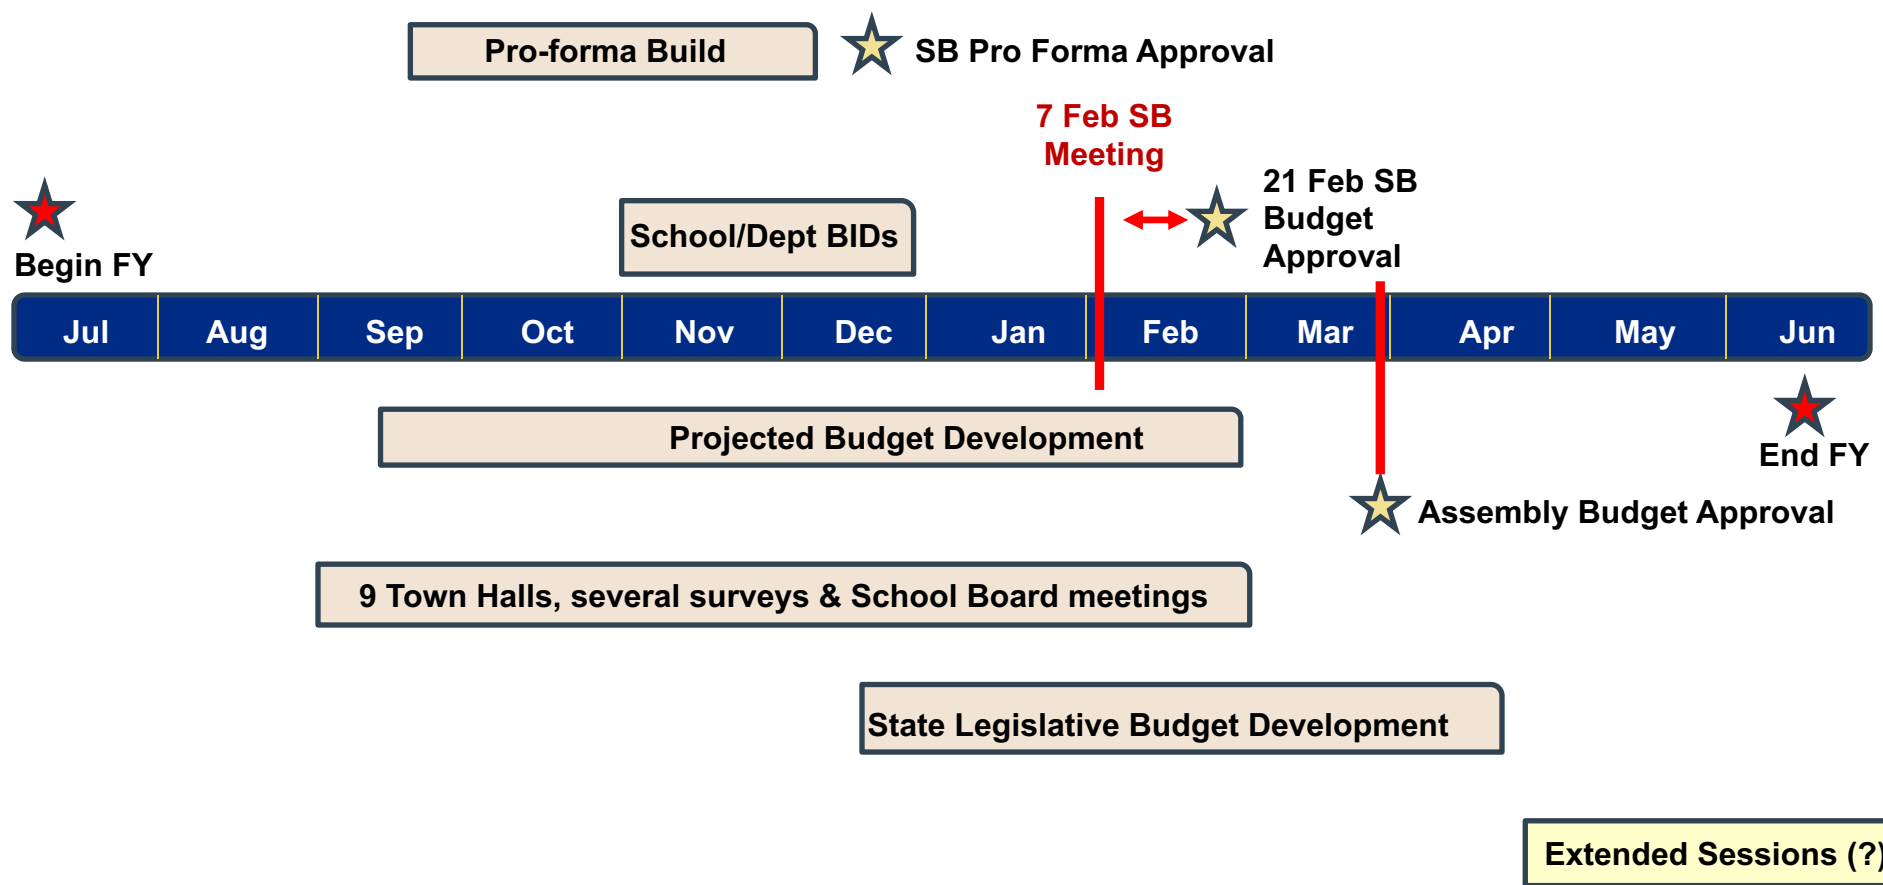 Pro-forma Build
SB Pro Forma Approval
7 Feb SB
Meeting
21 Feb SB
Budget
Approval
School/Dept BIDs
Begin FY
Jul
Aug
Sep
Oct
Nov
Dec
Jan
Feb
Mar
Apr
May
Jun
Projected Budget Development
End FY
Assembly Budget Approval
9 Town Halls, several surveys & School Board meetings
State Legislative Budget Development
Extended Sessions (?)